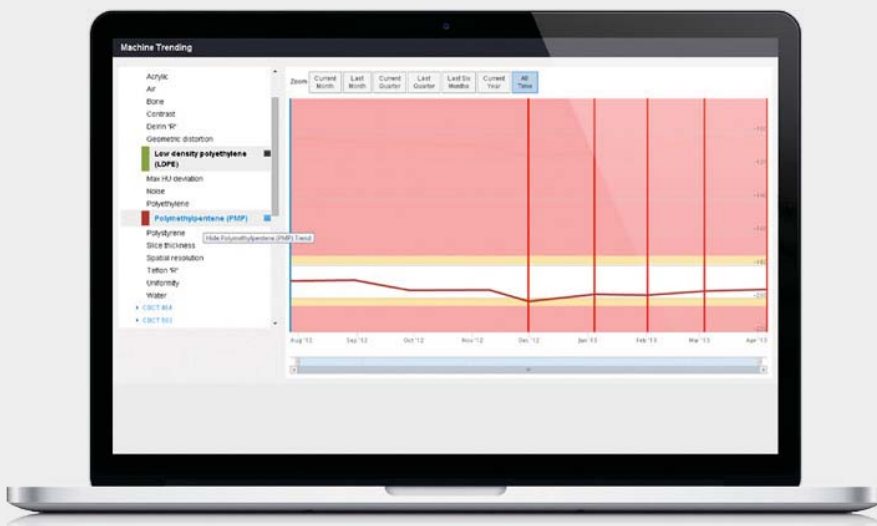 Machine Trending
Acrylic
Air
Bone
Contrast
Delrin 'R'
Geometric distortion
Low density polyethylene
(LDPE)
Max HU deviation
Noise
Polyethylene
Polymethylpentene (PMP)
Polystyrene
Hide Polymethylpentene (PMP) Trend
Slice thickness
Spatial resolution
Teflon 'R'
Uniformity
Water
CBCT
CBCT
Zoom
Current Month
Last Month
Current Quarter
Last Quarter
Last Six Months
Current Year
All Time
-180
-200
Aug '12
Sep '12
Oct '12
Nov '12
Dec '12
Jan '13
Feb '13
Mar '13
Apr '13